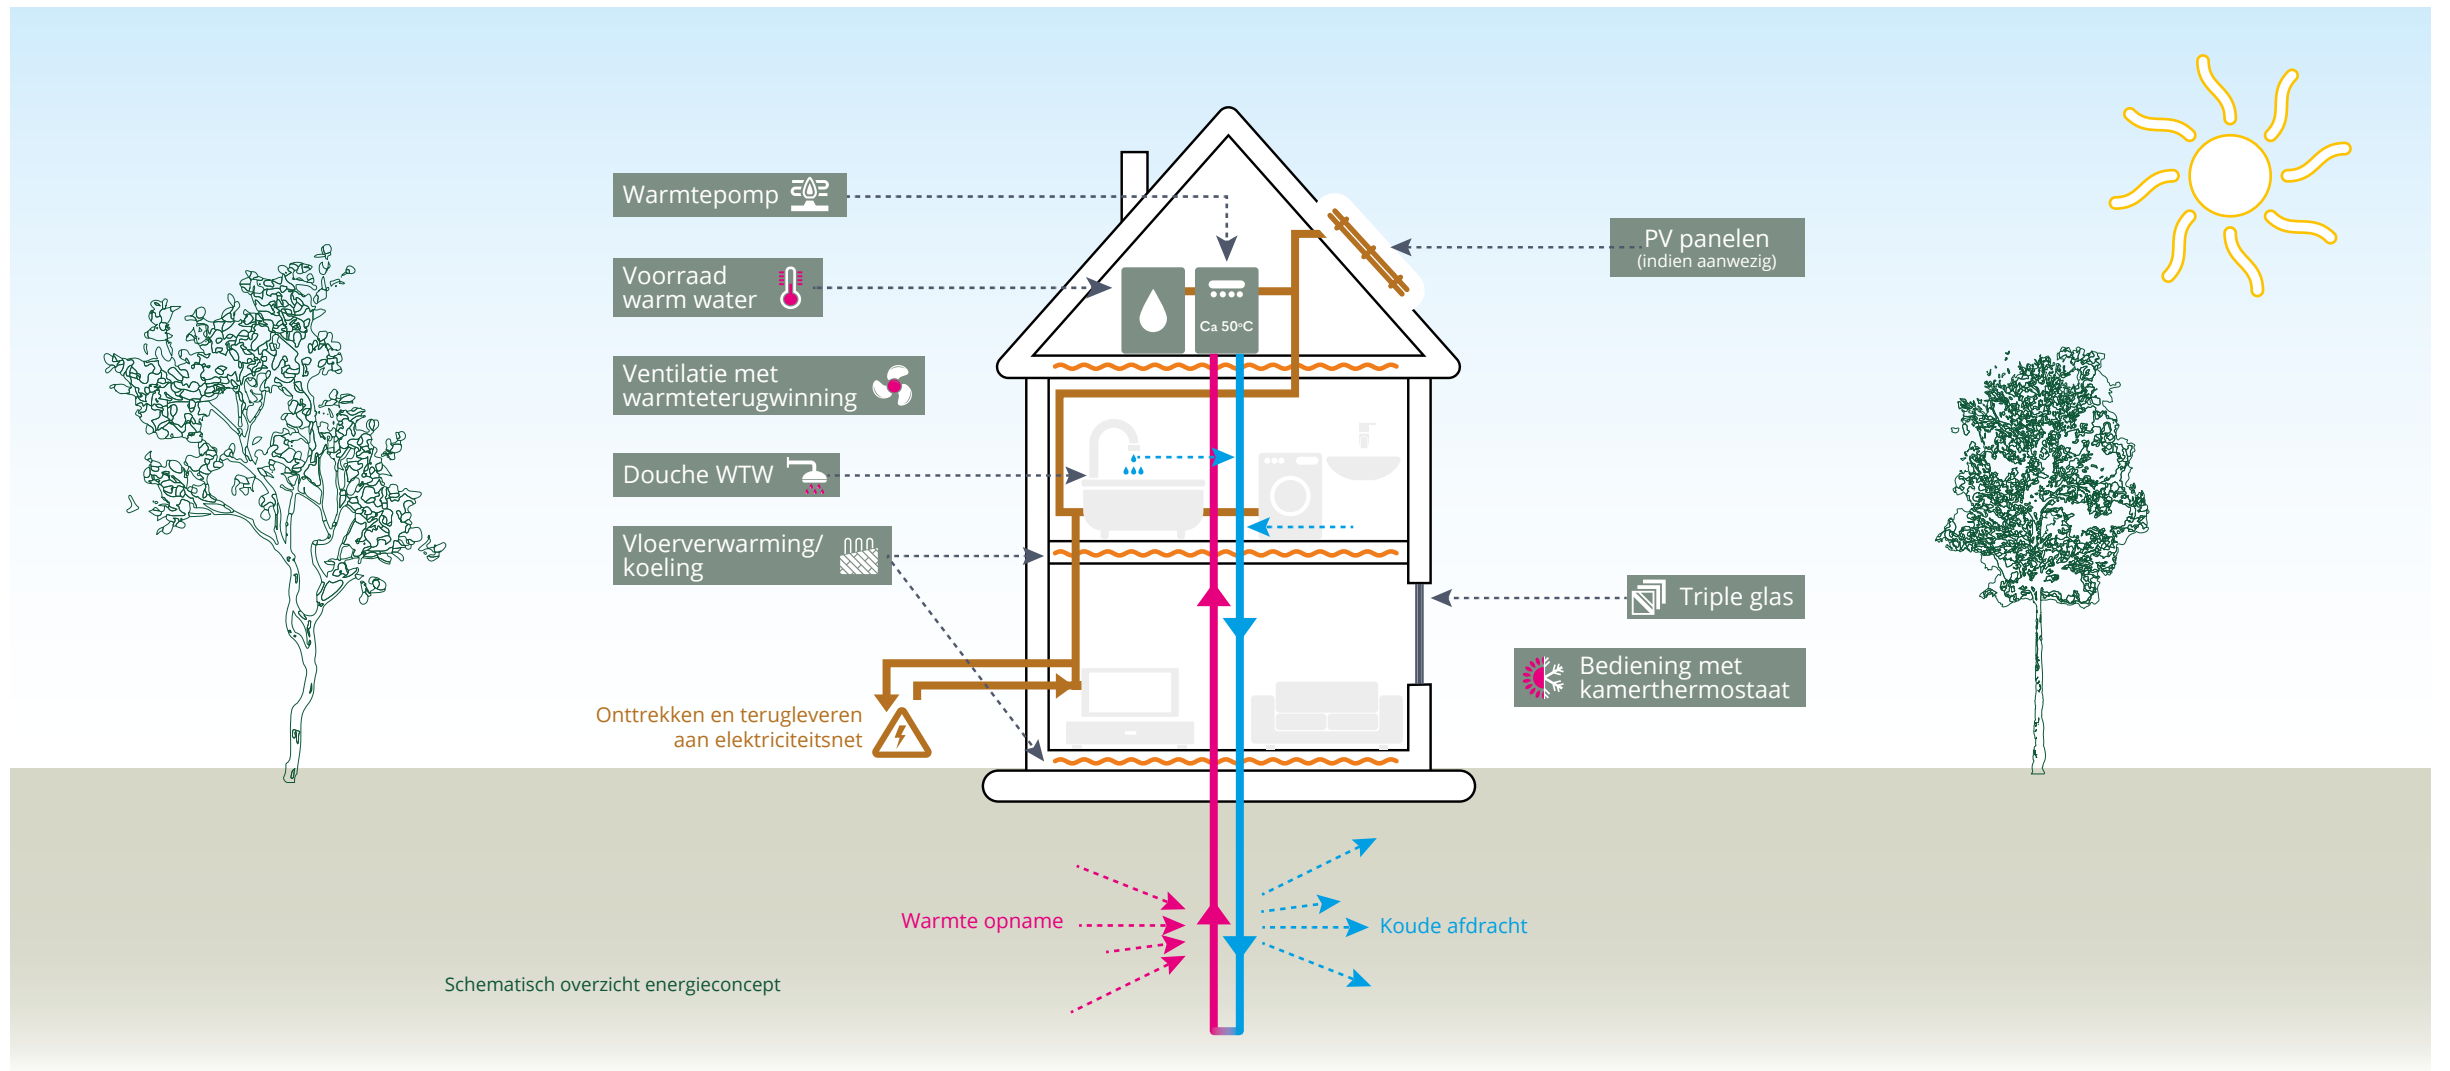 Warmtepomp
Voorraad
warm water
Ventilatie met
warmteterugwinning
Douche WTW
Vloerverwarming/
koeling
Onttrekken en terugleveren
aan elektriciteitsnet
Ca 50°C
PV panelen
(indien aanwezig)
Triple glas
Bediening met
kamerthermostaat
Warmte opname
Koude afdracht
Schematisch overzicht energieconcept